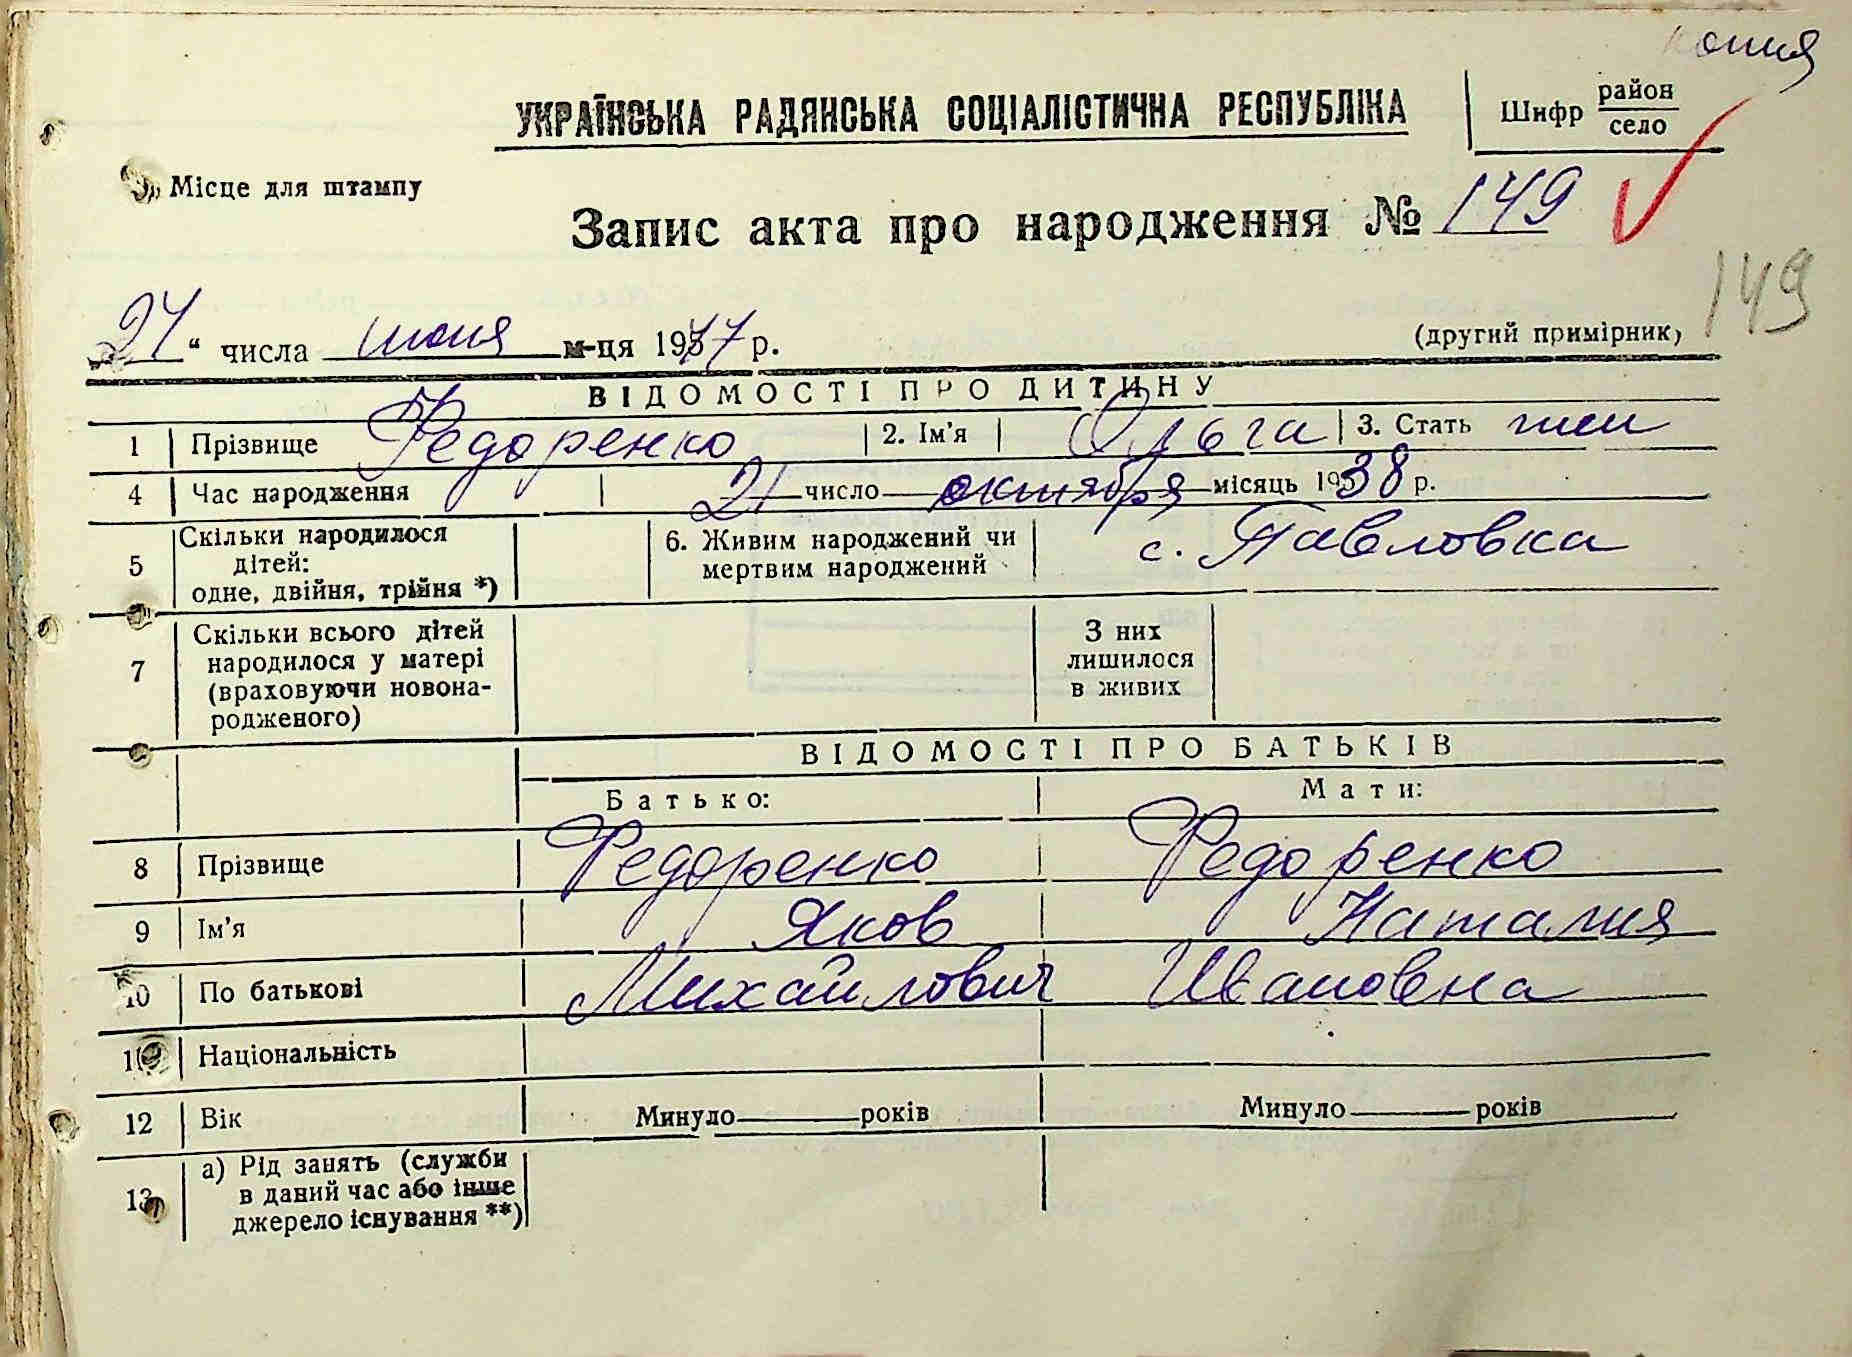 копия
УКРАЇНСЬКА РАДЯНСЬКА СОЦІАЛІСТИЧНА РЕСПУБЛІКА
Шифр район
село
Місце для штампу
Запис акта про народження № 149
149
„24“ числа июня м-ця 1947 р.
(другий примірник)
ВІДОМОСТІ ПРО ДИТИНУ
1 Прізвище Федоренко 2. Ім'я Ольга 3. Стать жен
4 Час народження 21 число октября місяць 1938 р.
5 Скільки народилося дітей: одне, двійня, трійня *) 6. Живим народжений чи мертвим народжений с. Павловка
7 Скільки всього дітей народилося у матері (враховуючи новонародженого) З них лишилося в живих
ВІДОМОСТІ ПРО БАТЬКІВ
Батько: Мати:
8 Прізвище Федоренко Федоренко
9 Ім'я Яков Наталия
10 По батькові Михайлович Ивановна
11 Національність
12 Вік Минуло — років Минуло — років
13 а) Рід занять (служби в даний час або інше джерело існування **)